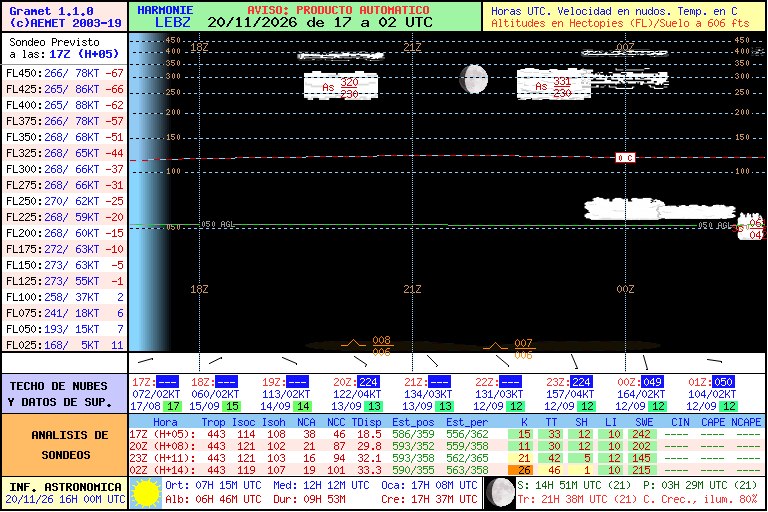 Gramet 1.1.0
(c)AEMET 2003-19
HARMONIE
LEBZ
AVISO: PRODUCTO AUTOMATICO
20/11/2026 de 17 a 02 UTC
Horas UTC. Velocidad en nudos. Temp. en C
Altitudes en Hectopies (FL)/Suelo a 606 fts
Sondeo Previsto
a las: 17Z (H+05)
FL450:266/ 78KT -67
FL425:265/ 86KT -66
FL400:265/ 88KT -62
FL375:266/ 78KT -57
FL350:268/ 68KT -51
FL325:268/ 65KT -44
FL300:268/ 66KT -37
FL275:266/ 66KT -31
FL250:270/ 62KT -25
FL225:268/ 59KT -20
FL200:268/ 60KT -15
FL175:272/ 63KT -10
FL150:273/ 63KT -5
FL125:273/ 55KT -1
FL100:258/ 37KT 2
FL075:241/ 18KT 6
FL050:193/ 15KT 7
FL025:168/ 5KT 11
18Z 21Z 00Z
450. 450.
400. 400.
350. 350.
300. 300.
250. 250.
200. 200.
150. 150.
100. 100.
050 050
As 320
230
As 331
230
0 C
050 AGL 050 AGL
18Z 21Z 00Z
008
006
007
006
TECHO DE NUBES
Y DATOS DE SUP.
17Z:--- 18Z:--- 19Z:--- 20Z:224 21Z:--- 22Z:--- 23Z:224 00Z:049 01Z:050
072/02KT 060/02KT 113/02KT 122/04KT 134/03KT 131/03KT 157/04KT 164/02KT 104/02KT
17/08 17 15/09 15 14/09 14 13/09 13 13/09 13 12/09 12 12/09 12 12/09 12 12/09 12
ANALISIS DE
SONDEOS
Hora Trop Isoc Isoh NCA NCC TDisp Est_pos Est_per K TT SH LI SWE CIN CAPE NCAPE
17Z (H+05): 443 114 108 38 46 18.5 586/359 556/362 15 33 12 10 242 ---- ---- ----
20Z (H+08): 443 121 102 21 87 29.8 593/352 559/358 11 30 12 10 202 ---- ---- ----
23Z (H+11): 443 121 103 16 94 32.1 593/358 562/358 21 42 5 12 145 ---- ---- ----
02Z (H+14): 443 119 107 19 101 33.3 590/355 563/358 26 46 1 10 215 ---- ---- ----
INF. ASTRONOMICA
20/11/26 16H 00M UTC
Ort: 07H 15M UTC Med: 12H 12M UTC Oca: 17H 08M UTC
Alb: 06H 46M UTC Dur: 09H 53M Cre: 17H 37M UTC
S: 14H 51M UTC (21) P: 03H 29M UTC (21)
Tr: 21H 38M UTC (21) C. Crec., ilum. 80%